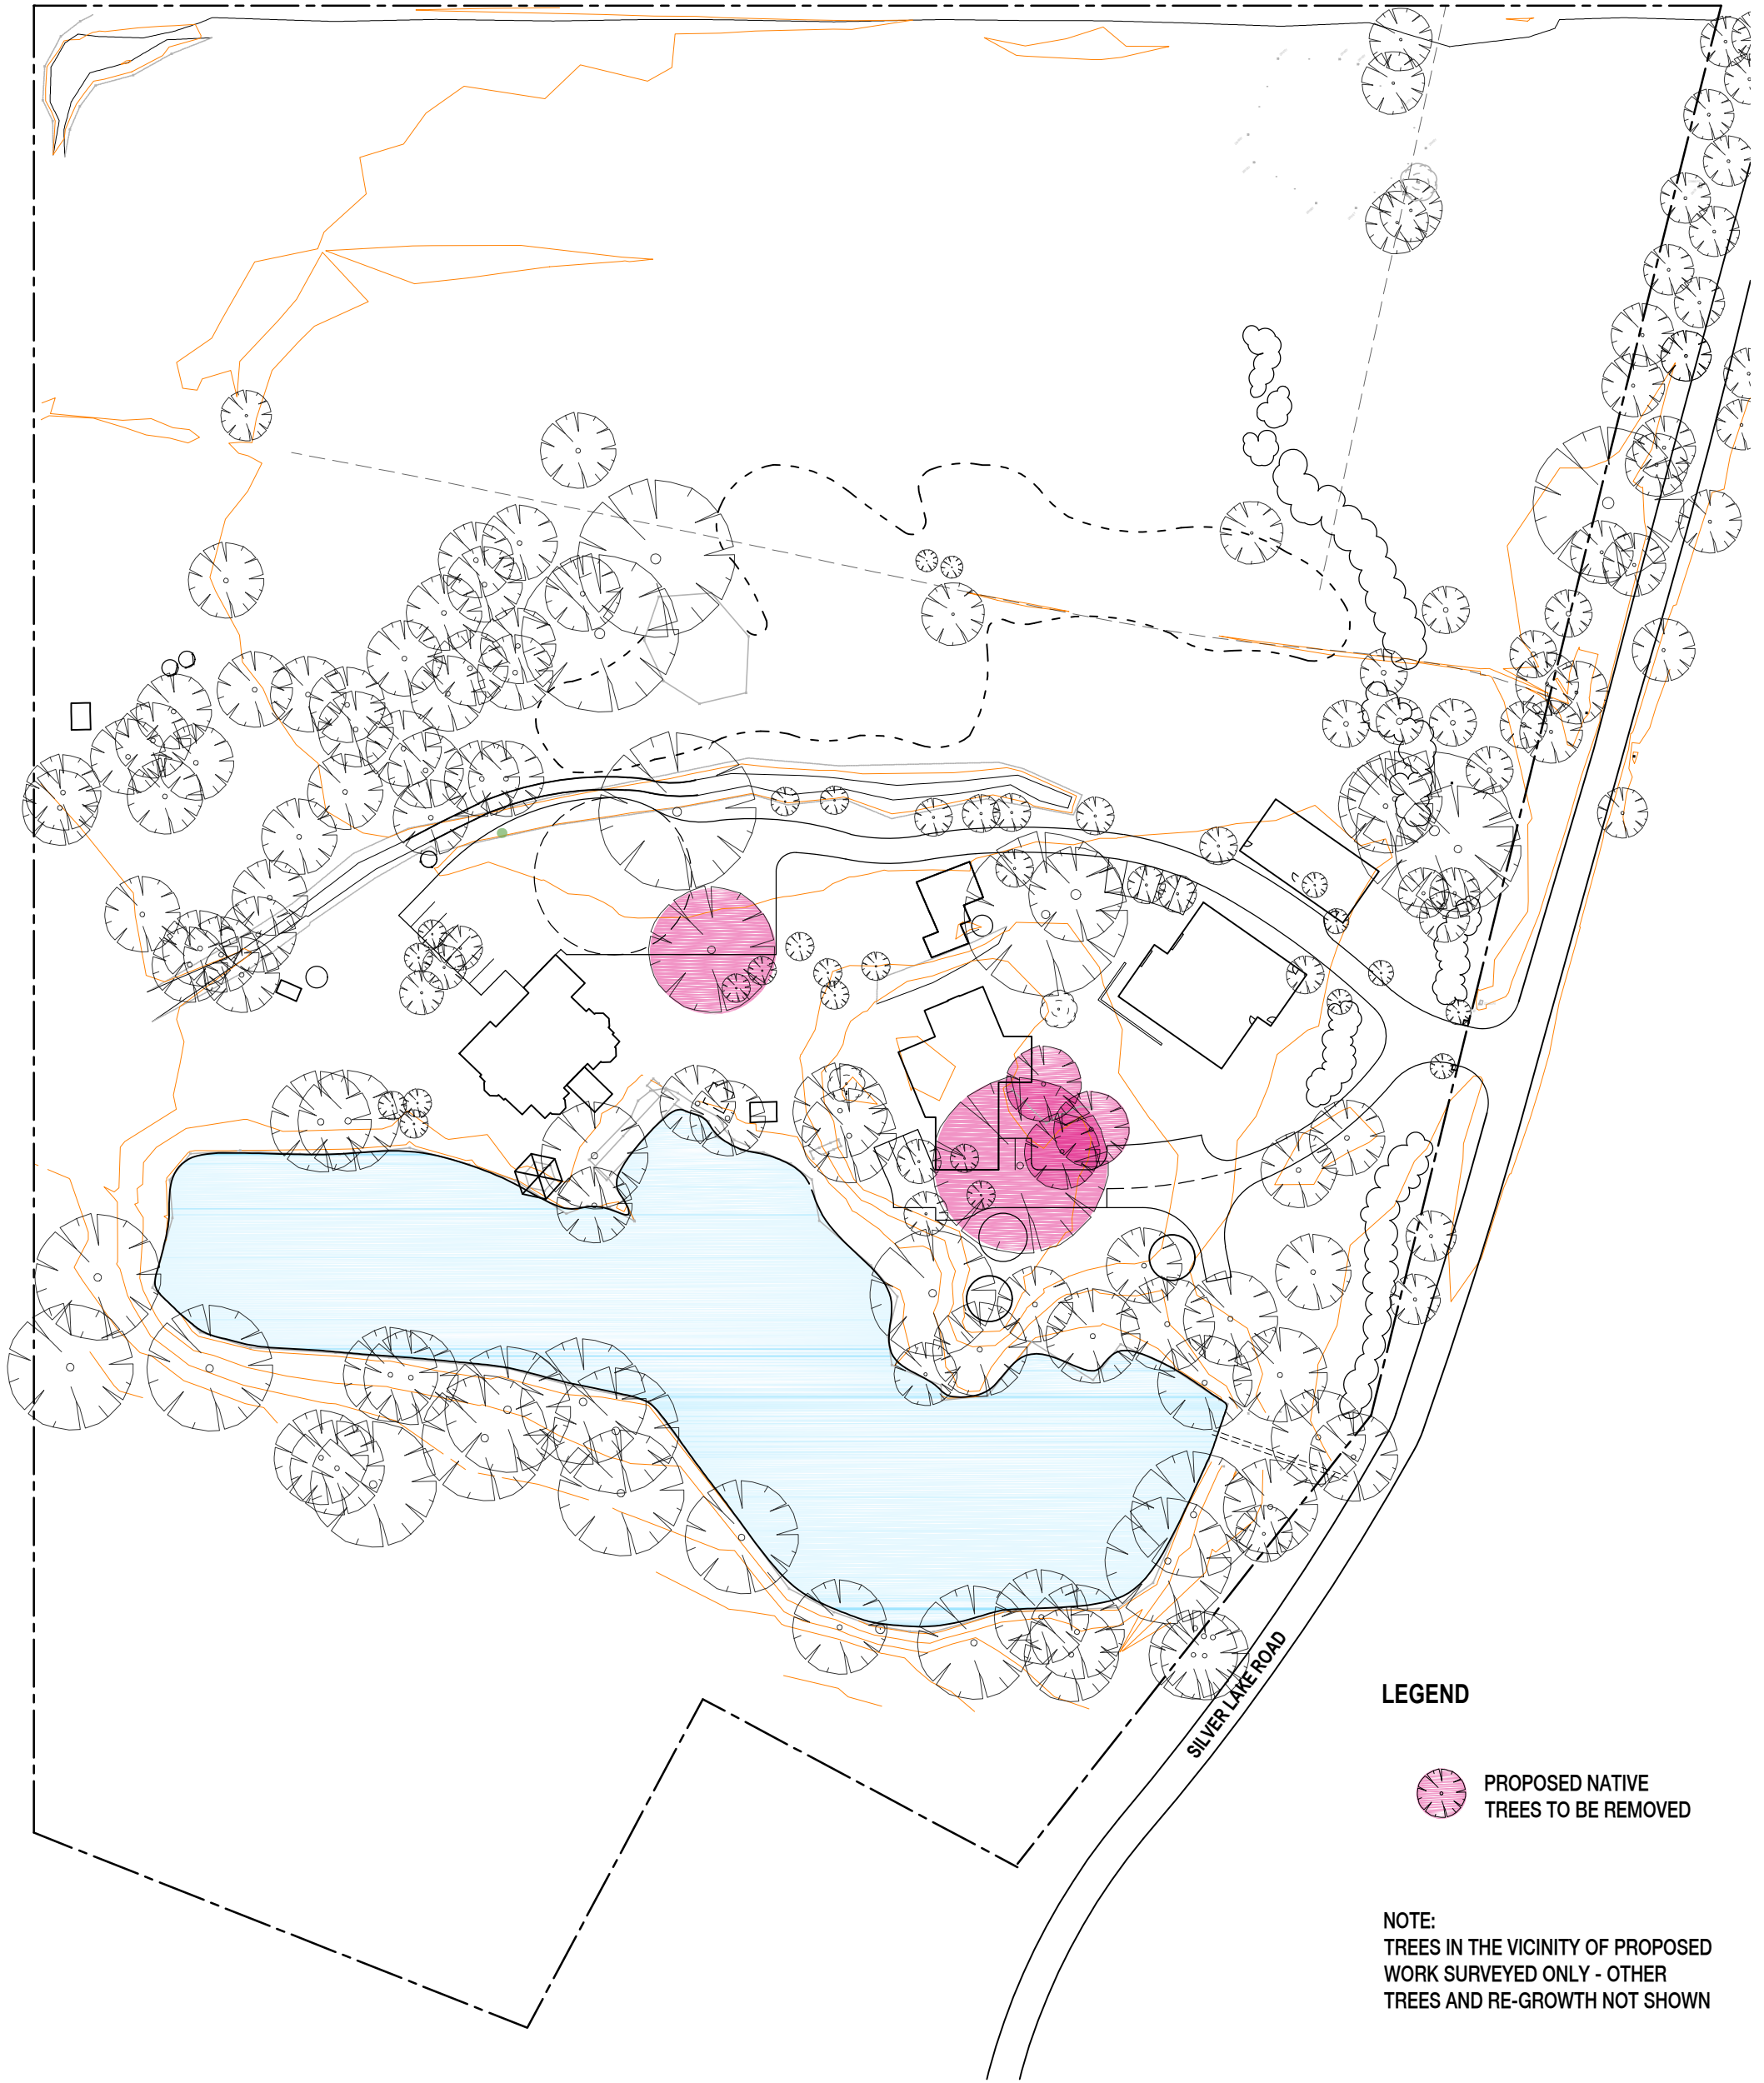 SILVER LAKE ROAD
LEGEND
PROPOSED NATIVE
TREES TO BE REMOVED
NOTE:
TREES IN THE VICINITY OF PROPOSED
WORK SURVEYED ONLY - OTHER
TREES AND RE-GROWTH NOT SHOWN